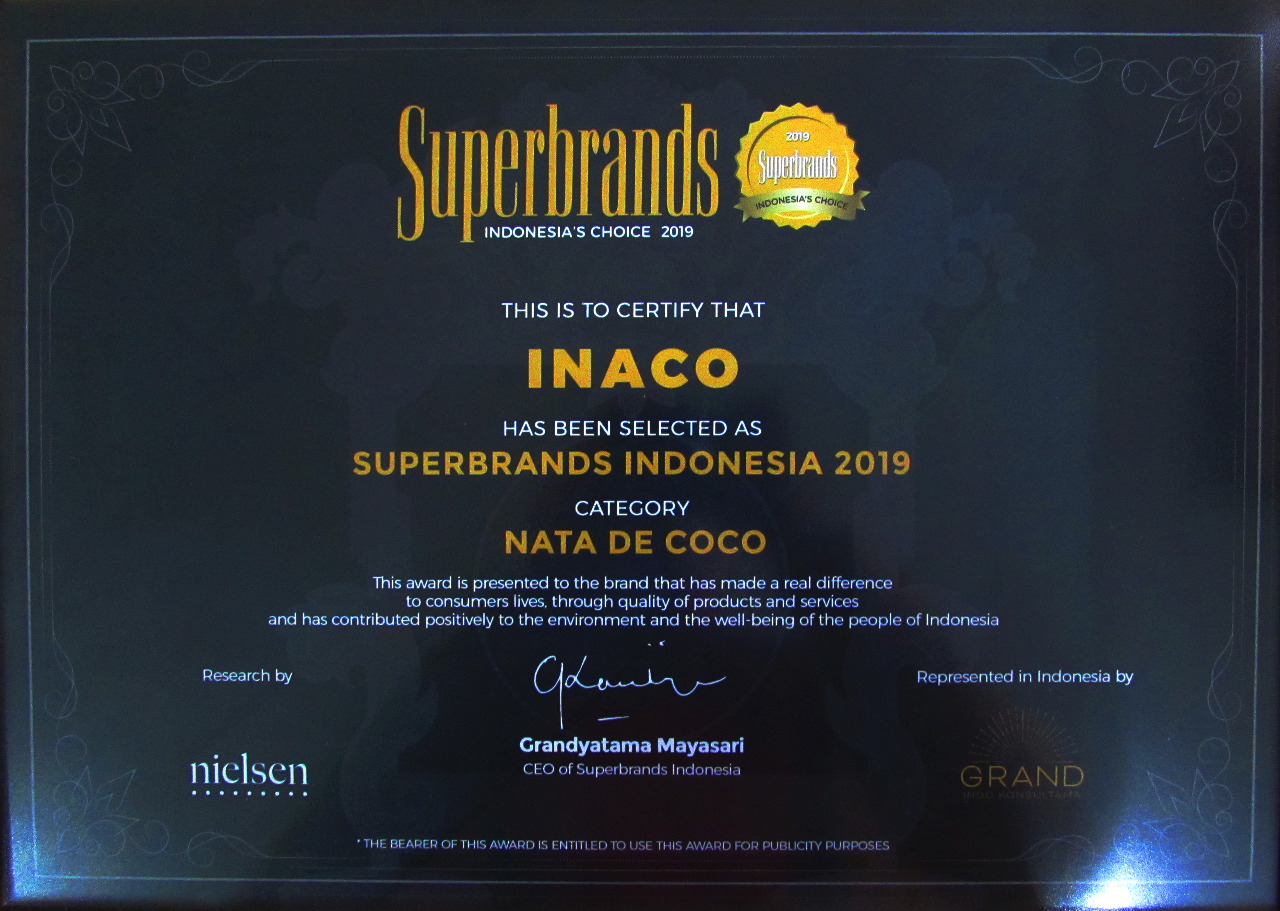 Superbrands
INDONESIA'S CHOICE 2019
2019
Superbrands
INDONESIA'S CHOICE
THIS IS TO CERTIFY THAT
INACO
HAS BEEN SELECTED AS
SUPERBRANDS INDONESIA 2019
CATEGORY
NATA DE COCO
This award is presented to the brand that has made a real difference
to consumers lives, through quality of products and services
and has contributed positively to the environment and the well-being of the people of Indonesia
Research by
Represented in Indonesia by
nielsen
Grandyatama Mayasari
CEO of Superbrands Indonesia
GRAND
INDO KONSULTAMA
* THE BEARER OF THIS AWARD IS ENTITLED TO USE THIS AWARD FOR PUBLICITY PURPOSES